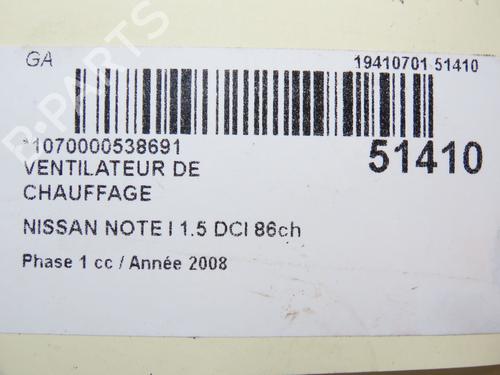 GA
19410701 51410
*1070000538691
51410
VENTILATEUR DE
CHAUFFAGE
NISSAN NOTE I 1.5 DCI 86ch
Phase 1 cc / Année 2008
B-PARTS